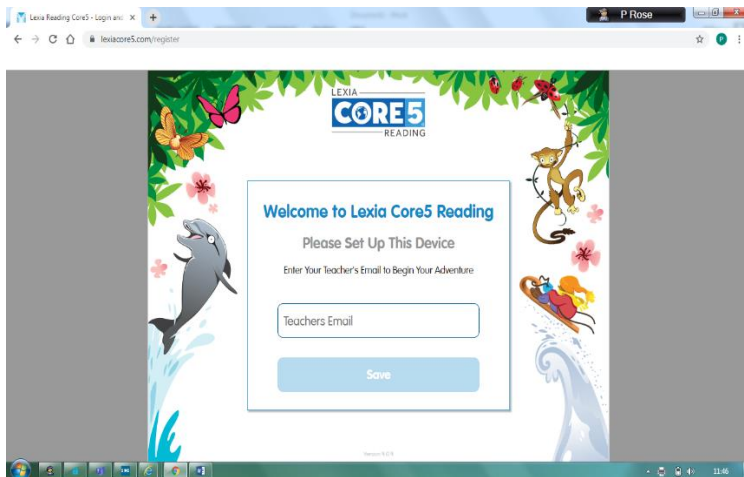 Lexia Reading Core5 - Login and
P Rose
lexiacore5.com/register
P
LEXIA
CORE5
READING
Welcome to Lexia Core5 Reading
Please Set Up This Device
Enter Your Teacher's Email to Begin Your Adventure
Teachers Email
Save
11:46